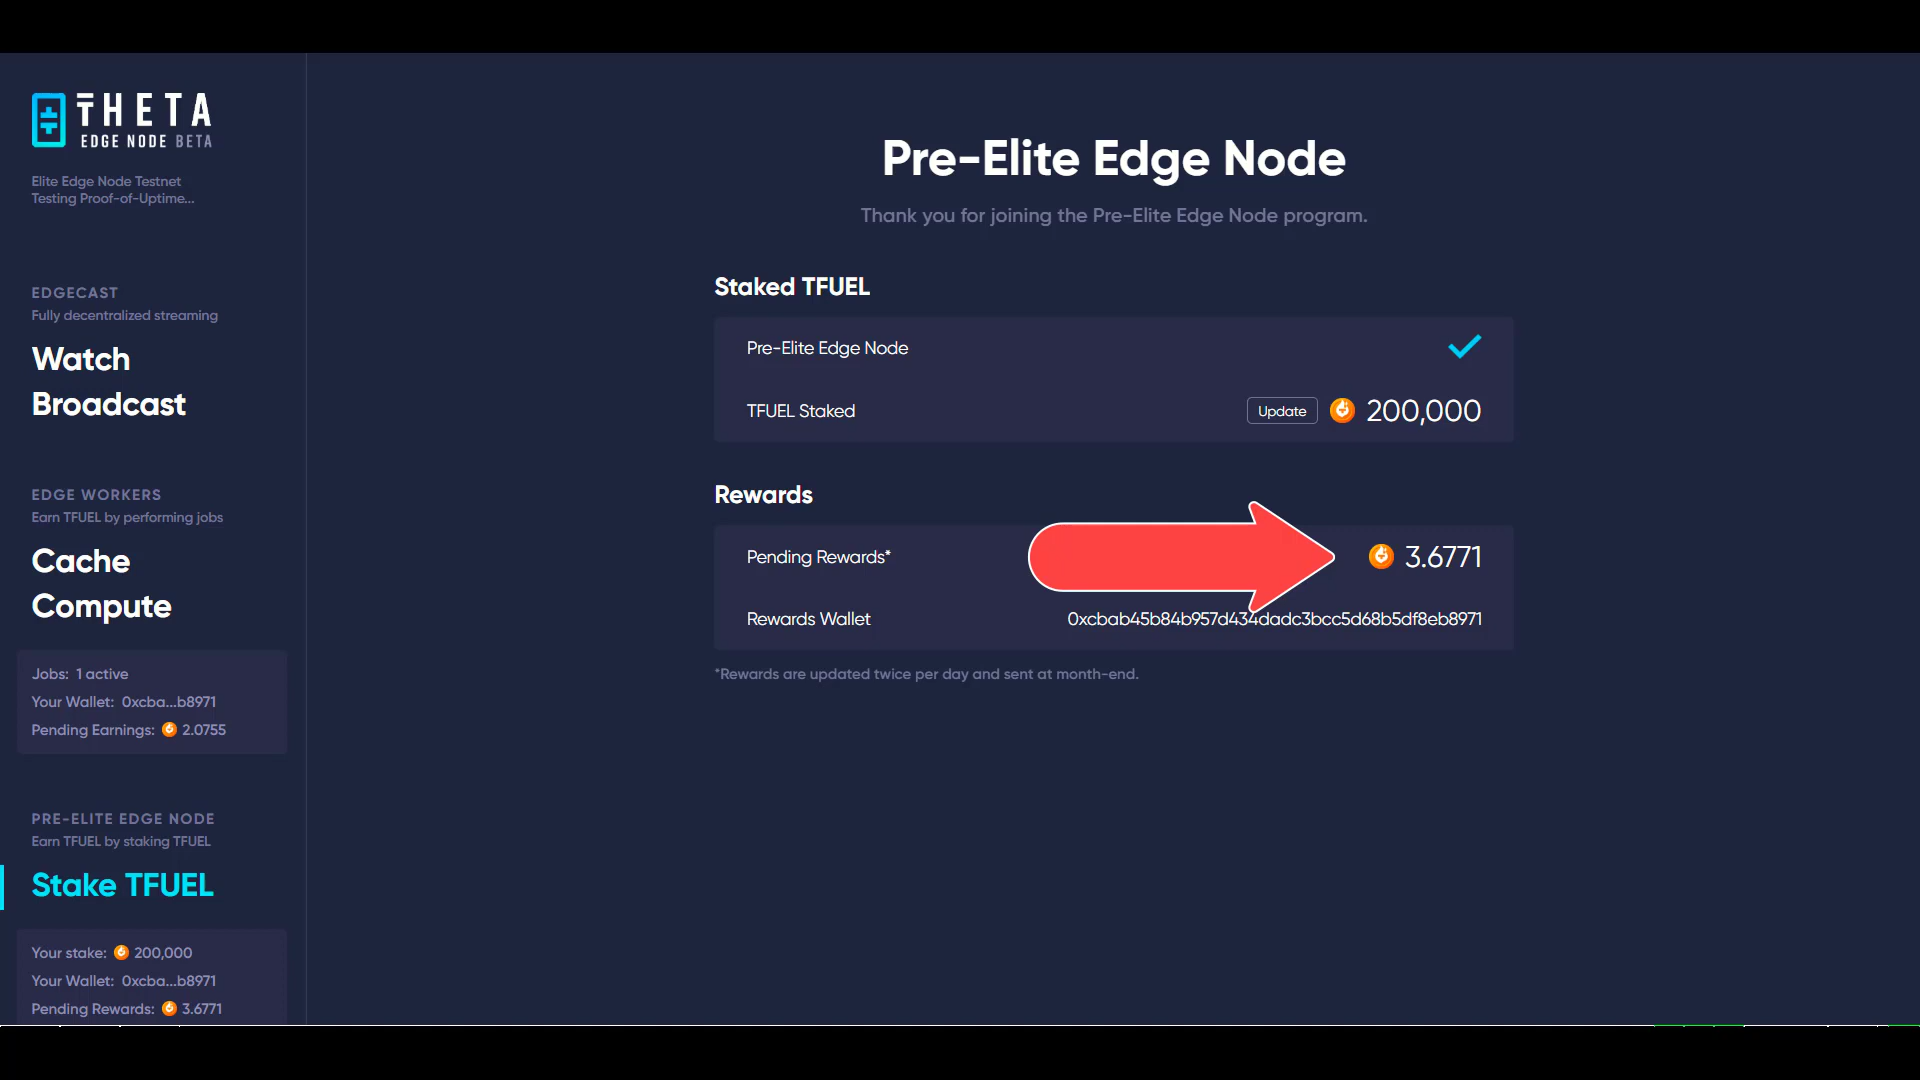 THETA
EDGE NODE BETA
Elite Edge Node Testnet
Testing Proof-of-Uptime...
EDGECAST
Fully decentralized streaming
Watch
Broadcast
EDGE WORKERS
Earn TFUEL by performing jobs
Cache
Compute
Jobs: 1 active
Your Wallet: 0xcba...b8971
Pending Earnings: 2.0755
PRE-ELITE EDGE NODE
Earn TFUEL by staking TFUEL
Stake TFUEL
Your stake: 200,000
Your Wallet: 0xcba...b8971
Pending Rewards: 3.6771
Pre-Elite Edge Node
Thank you for joining the Pre-Elite Edge Node program.
Staked TFUEL
Pre-Elite Edge Node
TFUEL Staked Update 200,000
Rewards
Pending Rewards* 3.6771
Rewards Wallet 0xcbab45b84b957d434dadc3bcc5d68b5df8eb8971
*Rewards are updated twice per day and sent at month-end.